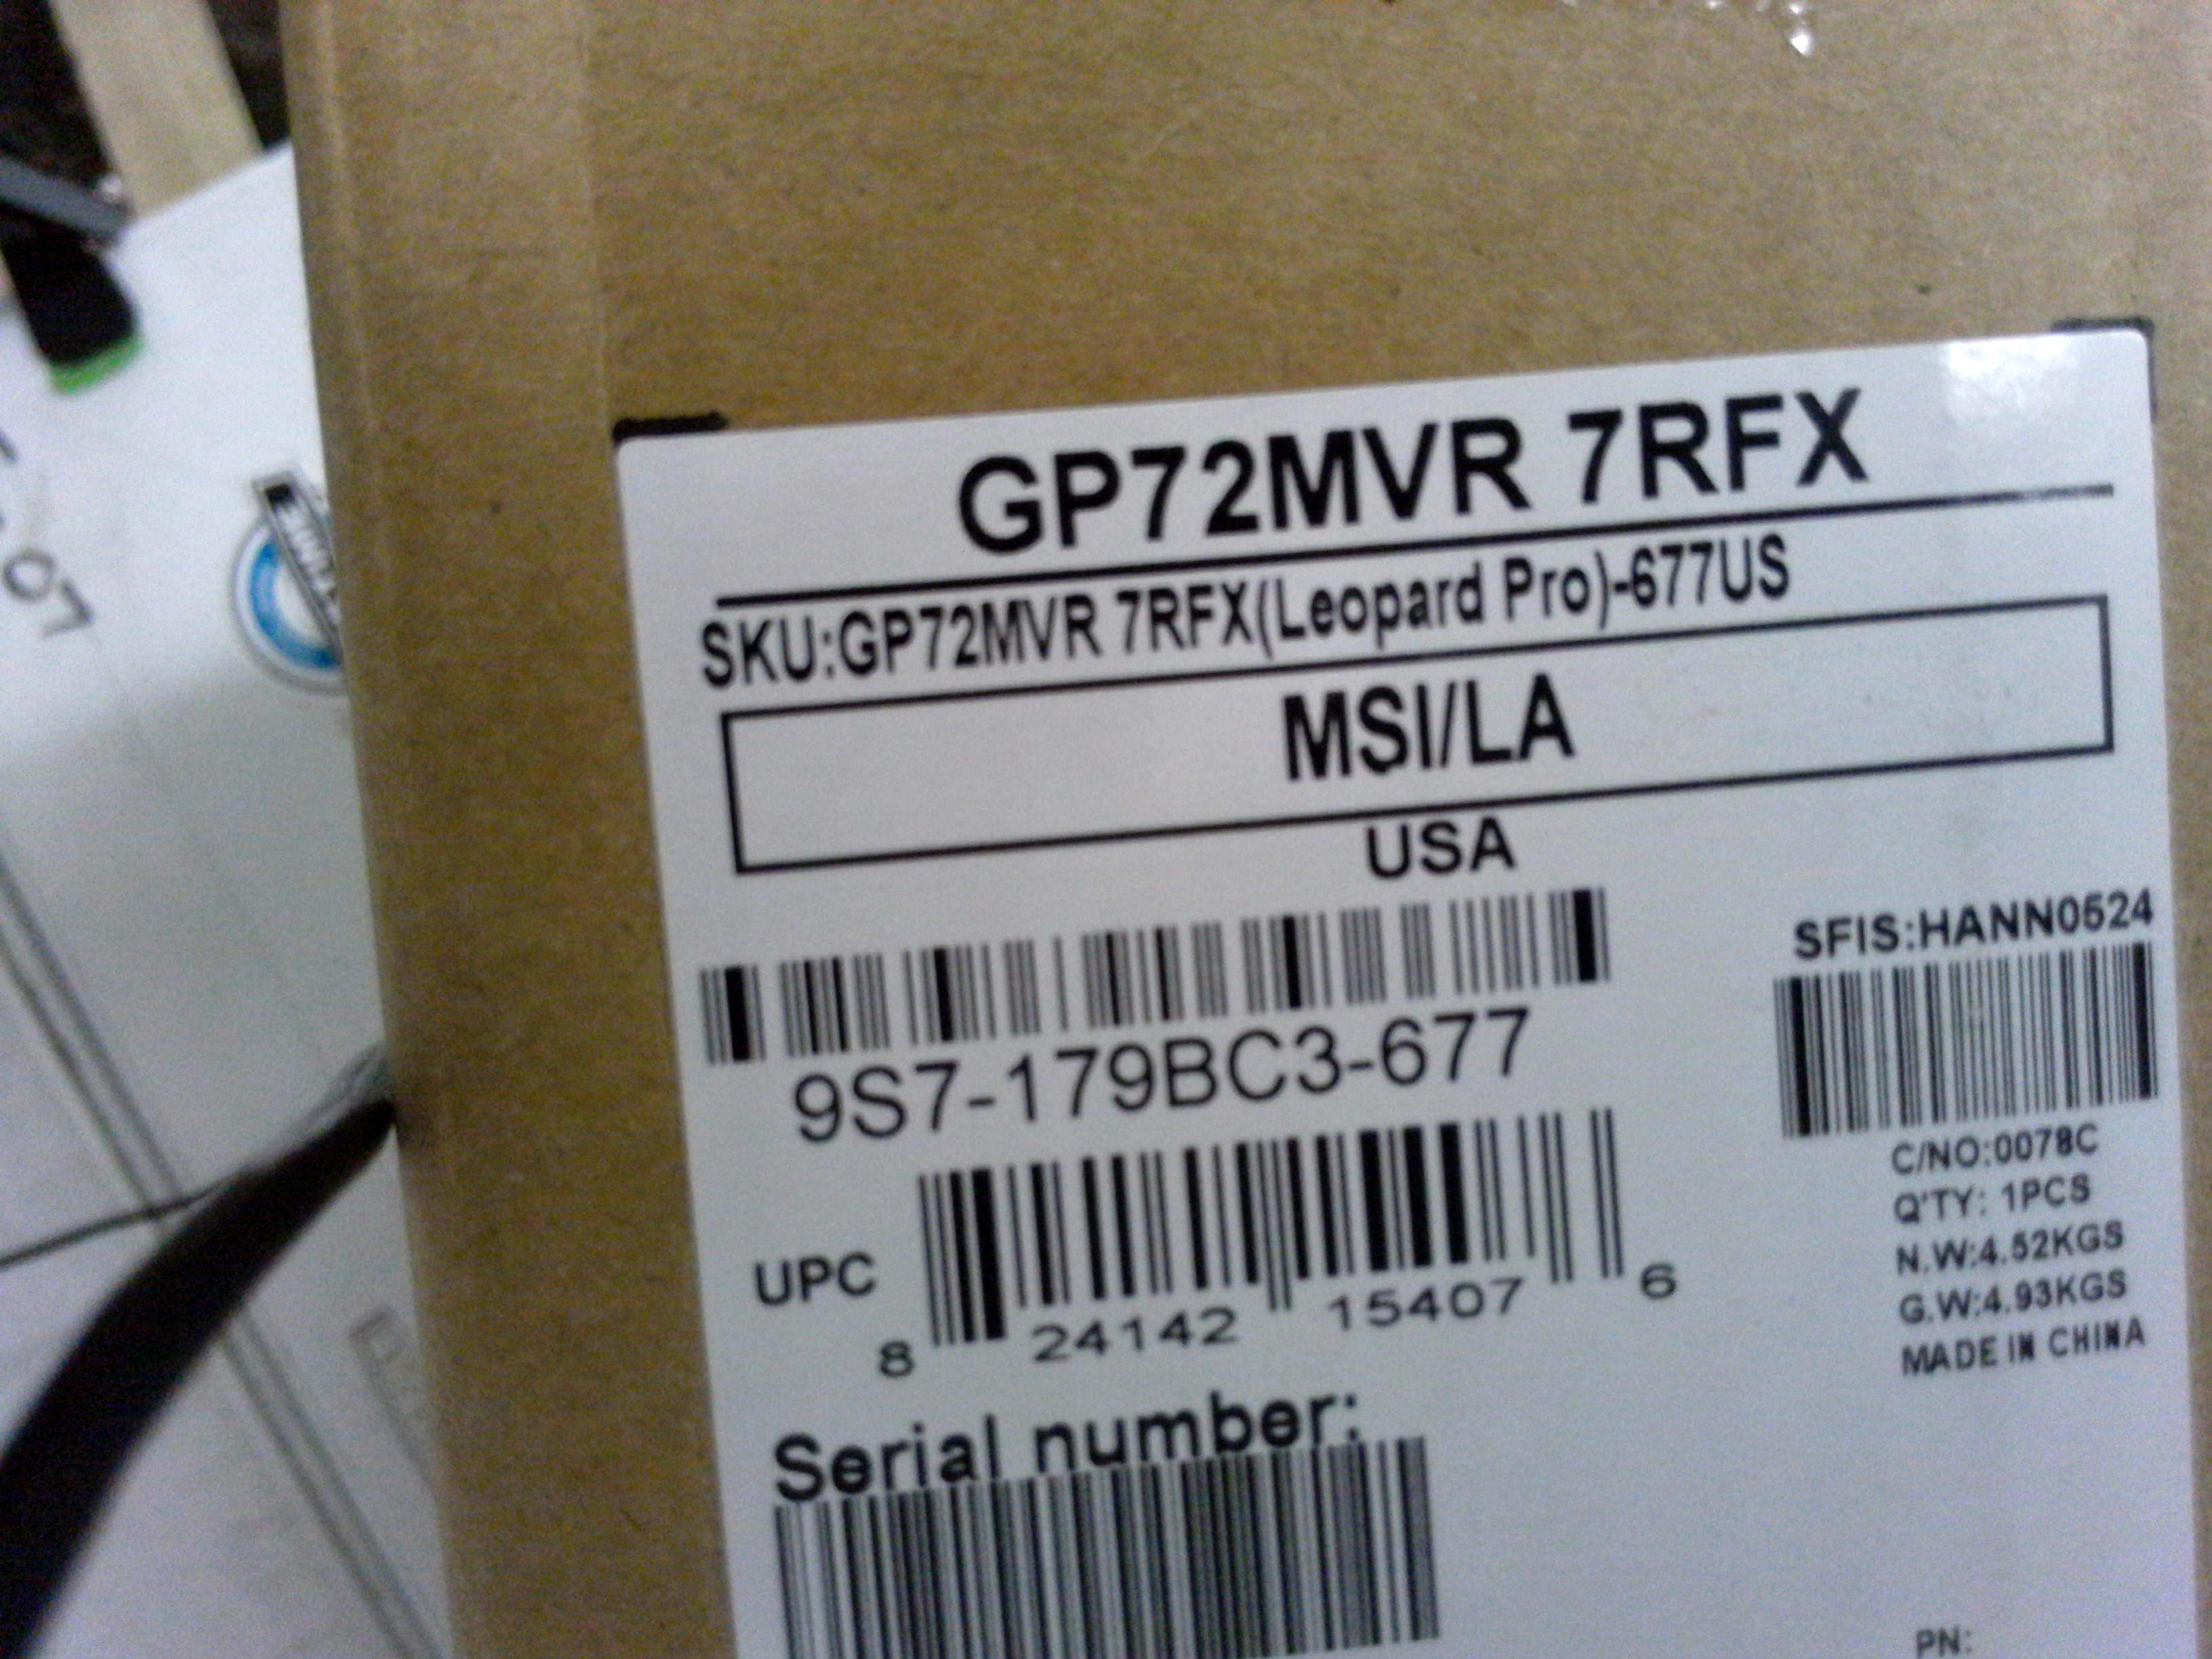 GP72MVR 7RFX
SKU:GP72MVR 7RFX(Leopard Pro)-677US
MSI/LA
USA
SFIS:HANN0524
9S7-179BC3-677
C/NO:0078C
Q'TY: 1PCS
N.W:4.52KGS
G.W:4.93KGS
MADE IN CHINA
UPC
8 24142 15407 6
Serial number:
PN: